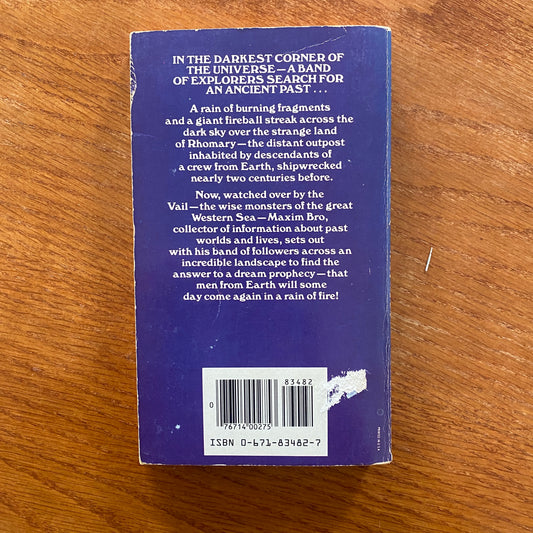 IN THE DARKEST CORNER OF
THE UNIVERSE—A BAND
OF EXPLORERS SEARCH FOR
AN ANCIENT PAST . . .
A rain of burning fragments
and a giant fireball streak across the
dark sky over the strange land
of Rhomary—the distant outpost
inhabited by descendants of
a crew from Earth, shipwrecked
nearly two centuries before.
Now, watched over by the
Vail—the wise monsters of the great
Western Sea—Maxim Bro,
collector of information about past
worlds and lives, sets out
with his band of followers across an
incredible landscape to find the
answer to a dream prophecy—that
men from Earth will some
day come again in a rain of fire!
83482
0
76714 00275
ISBN 0-671-83482-7